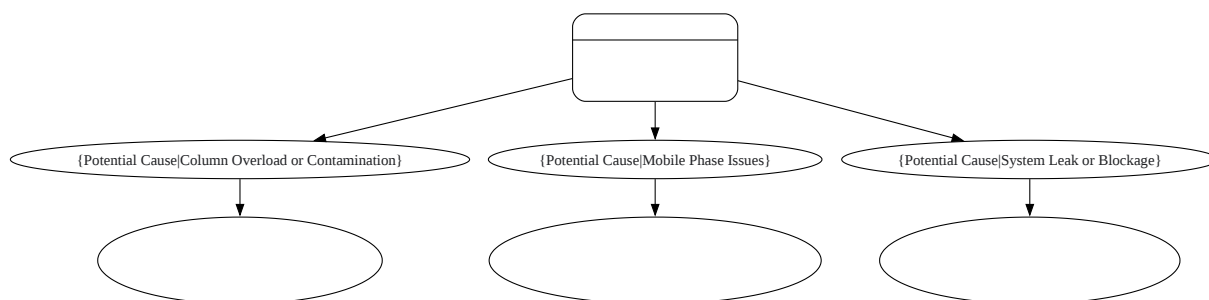 {Potential Cause|Column Overload or Contamination}
{Potential Cause|Mobile Phase Issues}
{Potential Cause|System Leak or Blockage}